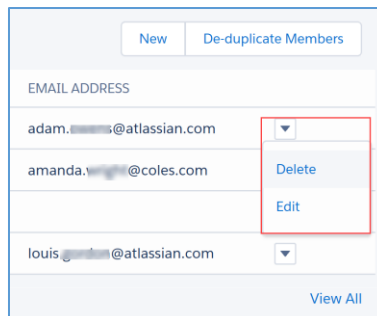 New De-duplicate Members
EMAIL ADDRESS
adam. @atlassian.com
amanda. @coles.com
Delete
Edit
louis. @atlassian.com
View All